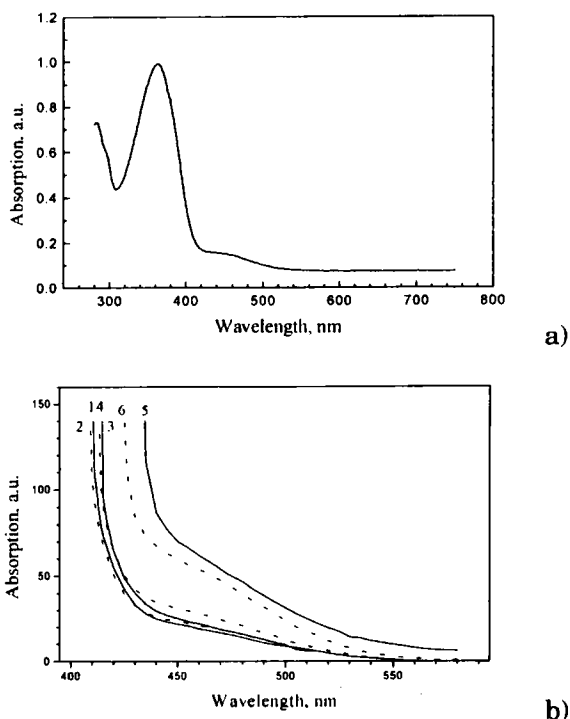 1.2
1.0
0.8
0.6
0.4
0.2
0.0
Absorption, a.u.
300 400 500 600 700 800
Wavelength, nm
a)
150
100
50
0
Absorption, a.u.
2 14 3 6 5
400 450 500 550
Wavelength, nm
b)